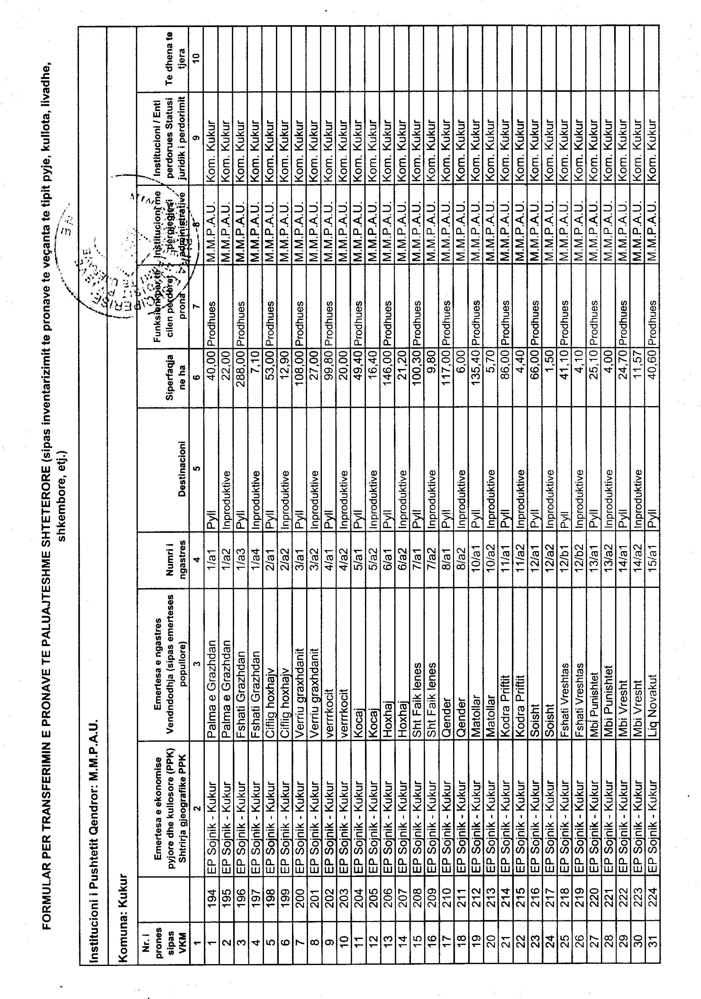 FORMULAR PER TRANSFERIMIN E PRONAVE TE PALUAJTESHME SHTETERORE (sipas inventarizimit te pronave te veçanta te tipit pyje, kullota, livadhe,
shkembore, etj.)
Institucioni i Pushtetit Qendror: M.M.P.A.U.
Komuna: Kukur
Nr. i prones sipas VKM | | Emertesa e ekonomise pyjore dhe kullosore (PPK) Shtrirja gjeografike PPK | Emertesa e ngastres Vendndodhja (sipas emerteses popullore) | Numri i ngastres | Destinacioni | Siperfaqja ne ha | Funksioni per te cilen perdoret prona | Institucioni me pergjegjesi administrative | Institucioni / Enti perdorues Statusi juridik i perdorimit | Te dhena te tjera
1 | | 2 | 3 | 4 | 5 | 6 | 7 | 8 | 9 | 10
1 | 194 | EP Sojnik - Kukur | Palma e Grazhdan | 1/a1 | Pyll | 40,00 | Prodhues | M.M.P.A.U. | Kom. Kukur
2 | 195 | EP Sojnik - Kukur | Palma e Grazhdan | 1/a2 | Inproduktive | 22,00 | | M.M.P.A.U. | Kom. Kukur
3 | 196 | EP Sojnik - Kukur | Fshati Grazhdan | 1/a3 | Pyll | 288,00 | Prodhues | M.M.P.A.U. | Kom. Kukur
4 | 197 | EP Sojnik - Kukur | Fshati Grazhdan | 1/a4 | Inproduktive | 7,10 | | M.M.P.A.U. | Kom. Kukur
5 | 198 | EP Sojnik - Kukur | Ciflig hoxhajv | 2/a1 | Pyll | 53,00 | Prodhues | M.M.P.A.U. | Kom. Kukur
6 | 199 | EP Sojnik - Kukur | Ciflig hoxhajv | 2/a2 | Inproduktive | 12,90 | | M.M.P.A.U. | Kom. Kukur
7 | 200 | EP Sojnik - Kukur | Verriu graxhdanit | 3/a1 | Pyll | 108,00 | Prodhues | M.M.P.A.U. | Kom. Kukur
8 | 201 | EP Sojnik - Kukur | Verriu graxhdanit | 3/a2 | Inproduktive | 27,00 | | M.M.P.A.U. | Kom. Kukur
9 | 202 | EP Sojnik - Kukur | verrrkocit | 4/a1 | Pyll | 99,80 | Prodhues | M.M.P.A.U. | Kom. Kukur
10 | 203 | EP Sojnik - Kukur | verrrkocit | 4/a2 | Inproduktive | 20,00 | | M.M.P.A.U. | Kom. Kukur
11 | 204 | EP Sojnik - Kukur | Kocaj | 5/a1 | Pyll | 49,40 | Prodhues | M.M.P.A.U. | Kom. Kukur
12 | 205 | EP Sojnik - Kukur | Kocaj | 5/a2 | Inproduktive | 16,40 | | M.M.P.A.U. | Kom. Kukur
13 | 206 | EP Sojnik - Kukur | Hoxhaj | 6/a1 | Pyll | 146,00 | Prodhues | M.M.P.A.U. | Kom. Kukur
14 | 207 | EP Sojnik - Kukur | Hoxhaj | 6/a2 | Inproduktive | 21,20 | | M.M.P.A.U. | Kom. Kukur
15 | 208 | EP Sojnik - Kukur | Sht Faik lenes | 7/a1 | Pyll | 100,30 | Prodhues | M.M.P.A.U. | Kom. Kukur
16 | 209 | EP Sojnik - Kukur | Sht Faik lenes | 7/a2 | Inproduktive | 9,80 | | M.M.P.A.U. | Kom. Kukur
17 | 210 | EP Sojnik - Kukur | Qender | 8/a1 | Pyll | 117,00 | Prodhues | M.M.P.A.U. | Kom. Kukur
18 | 211 | EP Sojnik - Kukur | Qender | 8/a2 | Inproduktive | 6,00 | | M.M.P.A.U. | Kom. Kukur
19 | 212 | EP Sojnik - Kukur | Matollar | 10/a1 | Pyll | 135,40 | Prodhues | M.M.P.A.U. | Kom. Kukur
20 | 213 | EP Sojnik - Kukur | Matollar | 10/a2 | Inproduktive | 5,70 | | M.M.P.A.U. | Kom. Kukur
21 | 214 | EP Sojnik - Kukur | Kodra Priftit | 11/a1 | Pyll | 86,00 | Prodhues | M.M.P.A.U. | Kom. Kukur
22 | 215 | EP Sojnik - Kukur | Kodra Priftit | 11/a2 | Inproduktive | 4,40 | | M.M.P.A.U. | Kom. Kukur
23 | 216 | EP Sojnik - Kukur | Soisht | 12/a1 | Pyll | 66,00 | Prodhues | M.M.P.A.U. | Kom. Kukur
24 | 217 | EP Sojnik - Kukur | Soisht | 12/a2 | Inproduktive | 1,50 | | M.M.P.A.U. | Kom. Kukur
25 | 218 | EP Sojnik - Kukur | Fshati Vreshtas | 12/b1 | Pyll | 41,10 | Prodhues | M.M.P.A.U. | Kom. Kukur
26 | 219 | EP Sojnik - Kukur | Fshati Vreshtas | 12/b2 | Inproduktive | 4,10 | | M.M.P.A.U. | Kom. Kukur
27 | 220 | EP Sojnik - Kukur | Mbi Punishtet | 13/a1 | Pyll | 25,10 | Prodhues | M.M.P.A.U. | Kom. Kukur
28 | 221 | EP Sojnik - Kukur | Mbi Punishtet | 13/a2 | Inproduktive | 4,00 | | M.M.P.A.U. | Kom. Kukur
29 | 222 | EP Sojnik - Kukur | Mbi Vresht | 14/a1 | Pyll | 24,70 | Prodhues | M.M.P.A.U. | Kom. Kukur
30 | 223 | EP Sojnik - Kukur | Mbi Vresht | 14/a2 | Inproduktive | 11,57 | | M.M.P.A.U. | Kom. Kukur
31 | 224 | EP Sojnik - Kukur | Liq Novakut | 15/a1 | Pyll | 40,60 | Prodhues | M.M.P.A.U. | Kom. Kukur